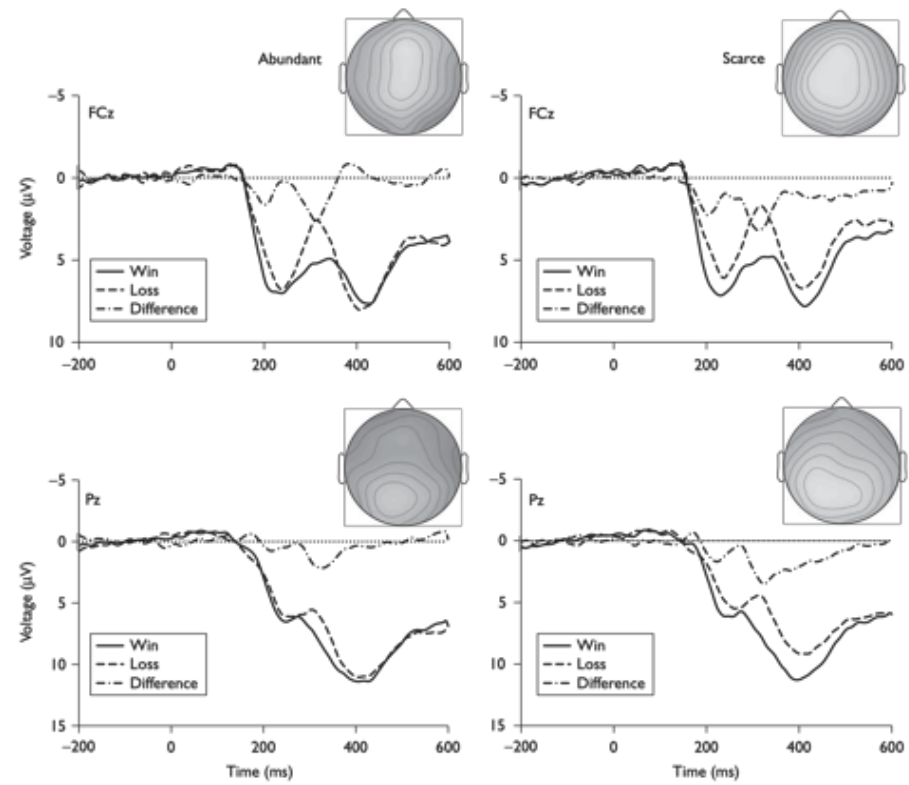 Abundant
Scarce
FCz
FCz
-5
0
5
10
Voltage (μV)
Win
Loss
Difference
-200 0 200 400 600
-5
0
5
10
Win
Loss
Difference
-200 0 200 400 600
Pz
-5
0
5
10
15
Voltage (μV)
Win
Loss
Difference
-200 0 200 400 600
Time (ms)
Pz
-5
0
5
10
15
Win
Loss
Difference
-200 0 200 400 600
Time (ms)